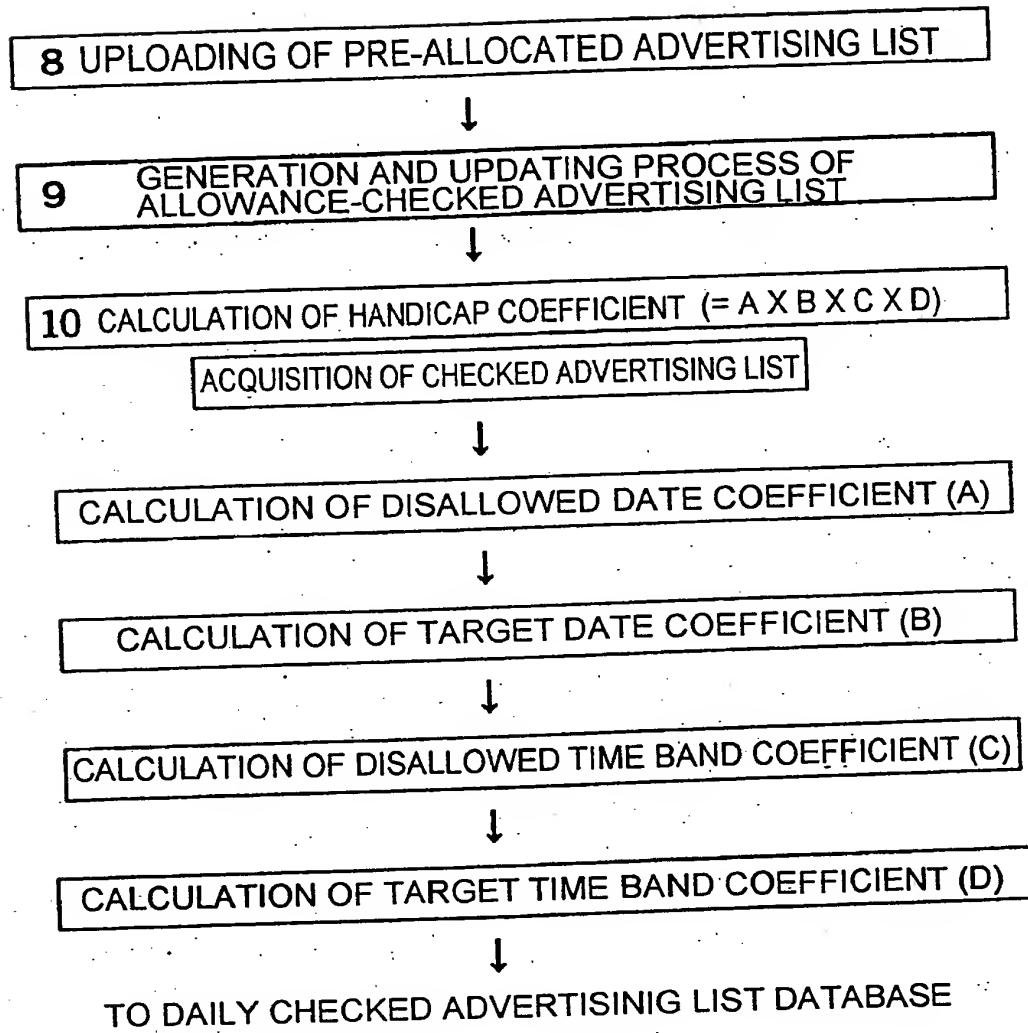 8 UPLOADING OF PRE-ALLOCATED ADVERTISING LIST
↓
9 GENERATION AND UPDATING PROCESS OF
ALLOWANCE-CHECKED ADVERTISING LIST
↓
10 CALCULATION OF HANDICAP COEFFICIENT (= A X B X C X D)
ACQUISITION OF CHECKED ADVERTISING LIST
↓
CALCULATION OF DISALLOWED DATE COEFFICIENT (A)
↓
CALCULATION OF TARGET DATE COEFFICIENT (B)
↓
CALCULATION OF DISALLOWED TIME BAND COEFFICIENT (C)
↓
CALCULATION OF TARGET TIME BAND COEFFICIENT (D)
↓
TO DAILY CHECKED ADVERTISINIG LIST DATABASE